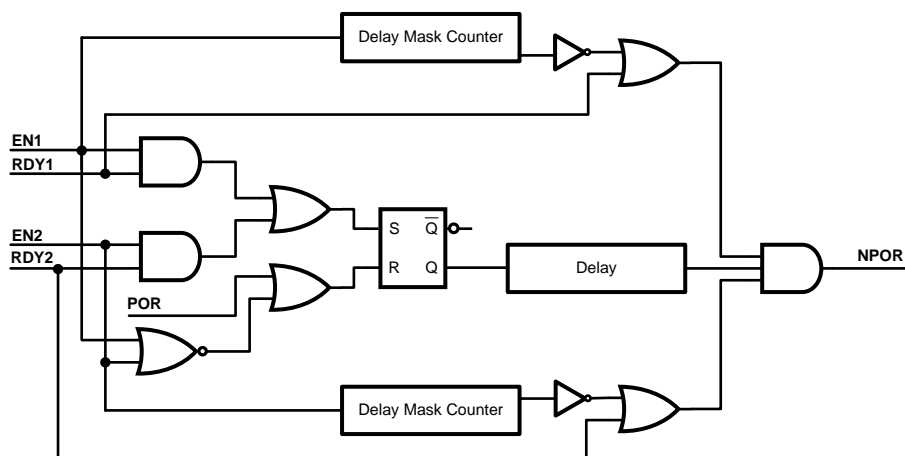 Delay Mask Counter
EN1
RDY1
EN2
RDY2
S Q
R Q
Delay
NPOR
POR
Delay Mask Counter